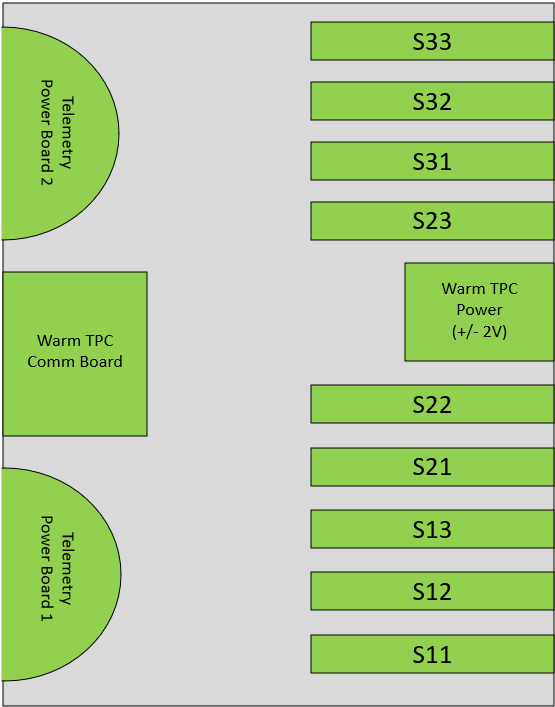 Telemetry
Power Board 2
Warm TPC
Comm Board
Telemetry
Power Board 1
S33
S32
S31
S23
Warm TPC
Power
(+/- 2V)
S22
S21
S13
S12
S11